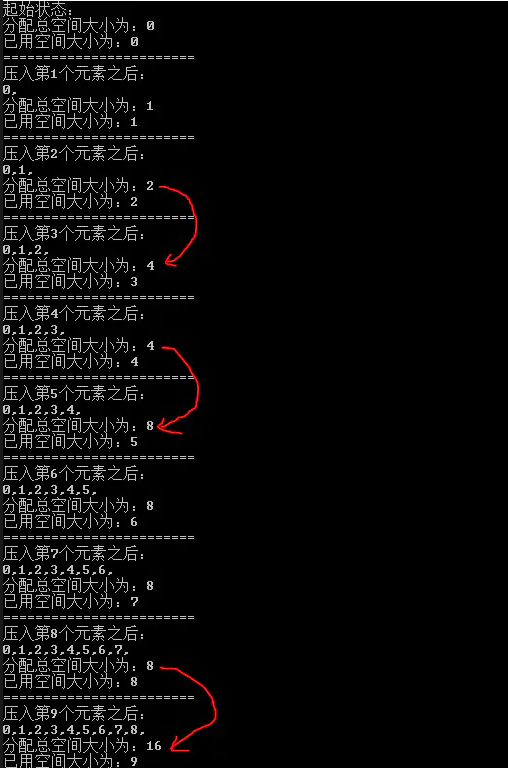 起始状态：
分配总空间大小为：0
已用空间大小为：0
========================
压入第1个元素之后：
0,
分配总空间大小为：1
已用空间大小为：1
========================
压入第2个元素之后：
0,1,
分配总空间大小为：2
已用空间大小为：2
========================
压入第3个元素之后：
0,1,2,
分配总空间大小为：4
已用空间大小为：3
========================
压入第4个元素之后：
0,1,2,3,
分配总空间大小为：4
已用空间大小为：4
========================
压入第5个元素之后：
0,1,2,3,4,
分配总空间大小为：8
已用空间大小为：5
========================
压入第6个元素之后：
0,1,2,3,4,5,
分配总空间大小为：8
已用空间大小为：6
========================
压入第7个元素之后：
0,1,2,3,4,5,6,
分配总空间大小为：8
已用空间大小为：7
========================
压入第8个元素之后：
0,1,2,3,4,5,6,7,
分配总空间大小为：8
已用空间大小为：8
========================
压入第9个元素之后：
0,1,2,3,4,5,6,7,8,
分配总空间大小为：16
已用空间大小为：9